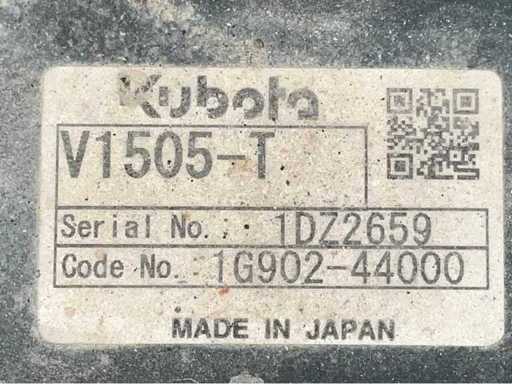 Kubota
V1505-T
Serial No. 1DZ2659
Code No. 1G902-44000
MADE IN JAPAN